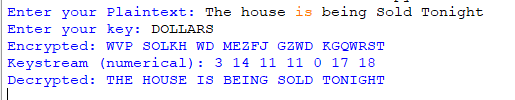 Enter your Plaintext: The house is being Sold Tonight
Enter your key: DOLLARS
Encrypted: WVP SOLKH WD MEZFJ GZWD KGQWRST
Keystream (numerical): 3 14 11 11 0 17 18
Decrypted: THE HOUSE IS BEING SOLD TONIGHT